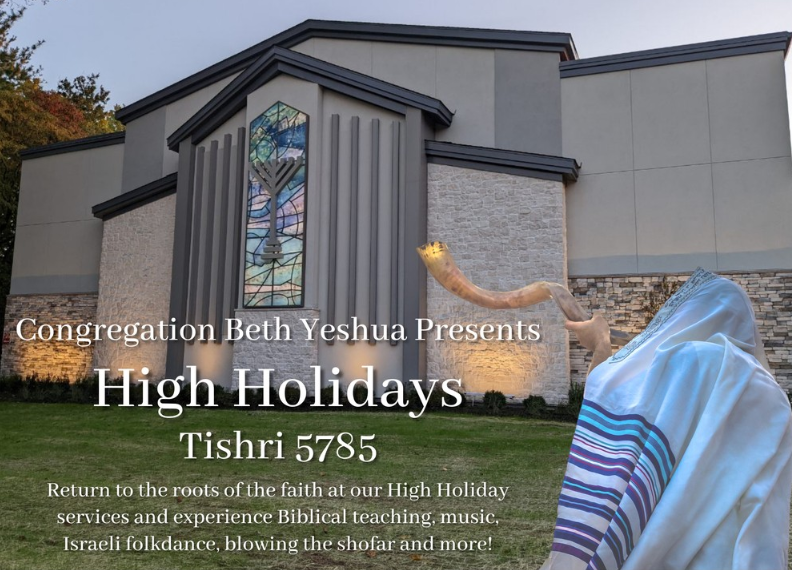 Congregation Beth Yeshua Presents
High Holidays
Tishri 5785
Return to the roots of the faith at our High Holiday
services and experience Biblical teaching, music,
Israeli folkdance, blowing the shofar and more!